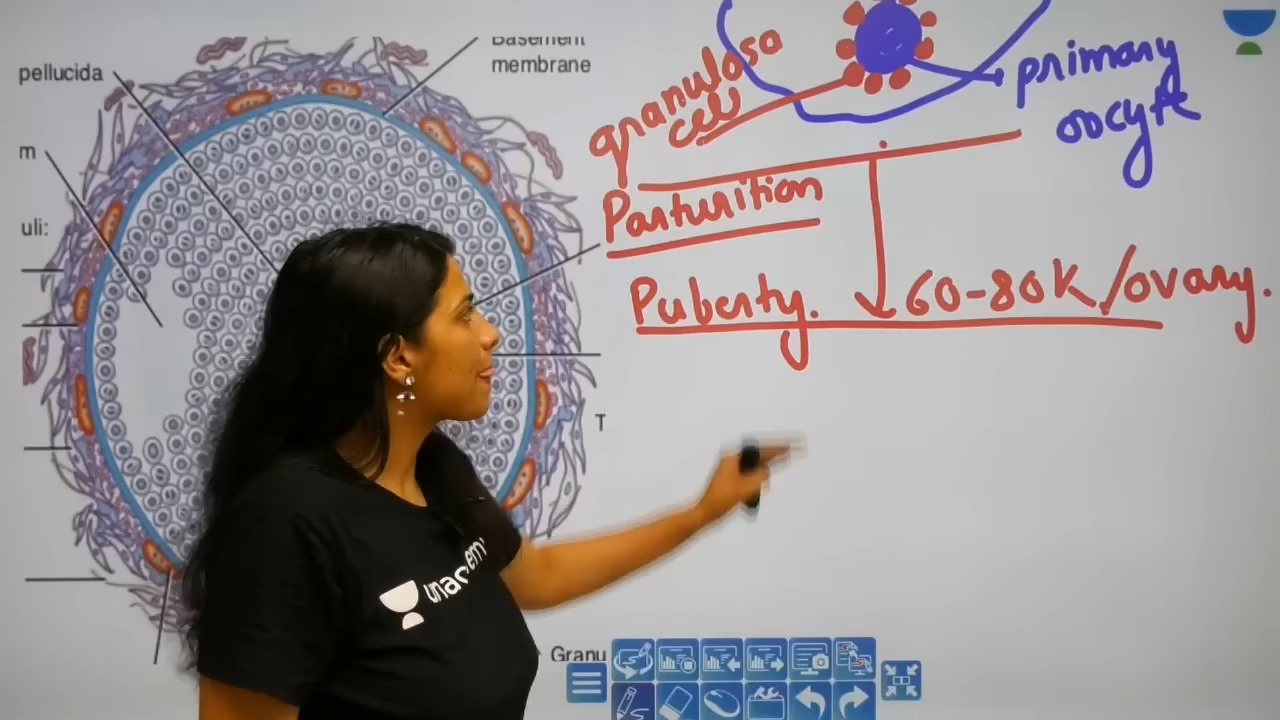 pellucida
Basement
membrane
m
uli:
T
Granu
granulosa
cell
primary
oocyte
Parturition
Puberty.
60-80K/ovary.
unacademy